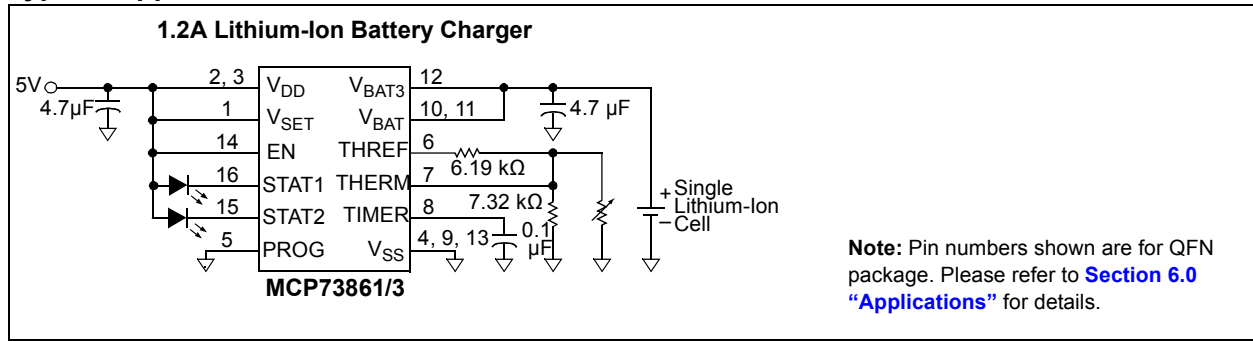 1.2A Lithium-Ion Battery Charger
5V
4.7µF
2, 3
1
14
16
15
5
VDD
VSET
EN
STAT1
STAT2
PROG
VBAT3
VBAT
THREF
THERM
TIMER
VSS
12
10, 11
6
7
8
4, 9, 13
4.7 µF
6.19 kΩ
7.32 kΩ
0.1
µF
+ Single
Lithium-Ion
– Cell
MCP73861/3
Note: Pin numbers shown are for QFN
package. Please refer to Section 6.0
“Applications” for details.